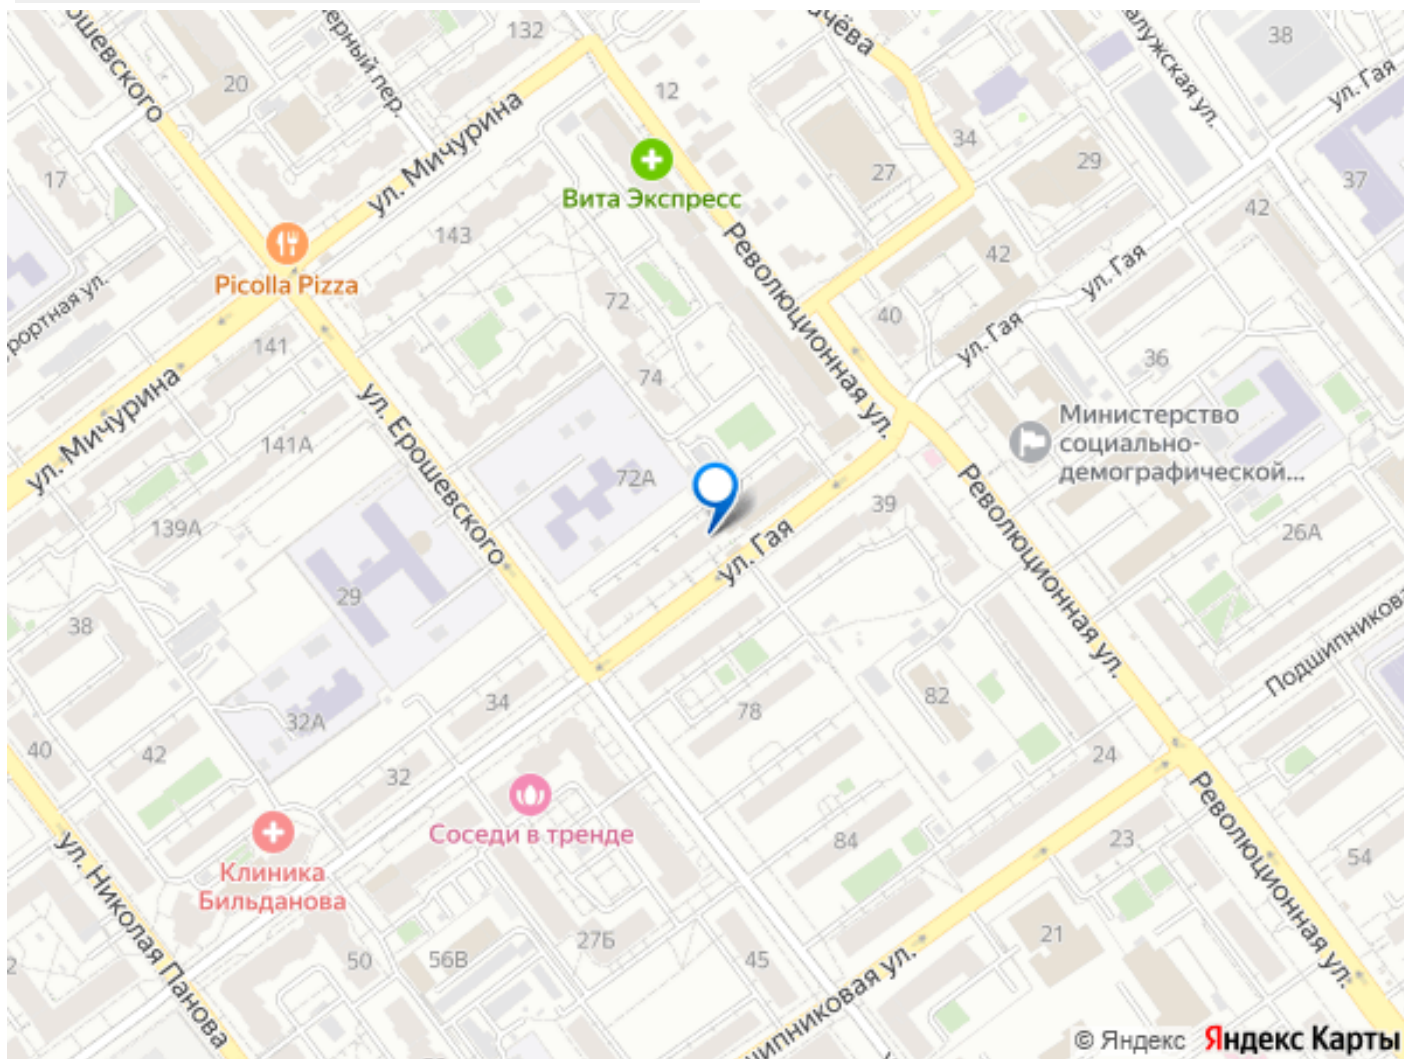 132
38
12
20
ул. Гая
ул. Мичурина
34
29
27
17
37
Вита Экспресс
42
143
Революционная ул.
42
Picolla Pizza
ул. Гая
72
40
ул. Гая
141
36
74
ул. Мичурина
ул. Ерошевского
Министерство
социально-
демографической...
141А
72А
39
Революционная ул.
139А
26А
ул. Гая
29
38
34
82
78
32А
40
42
32
24
Соседи в тренде
23
84
Революционная ул.
54
Клиника
Бильданова
ул. Николая Панова
27Б
21
50
56В
45
© Яндекс Яндекс Карты